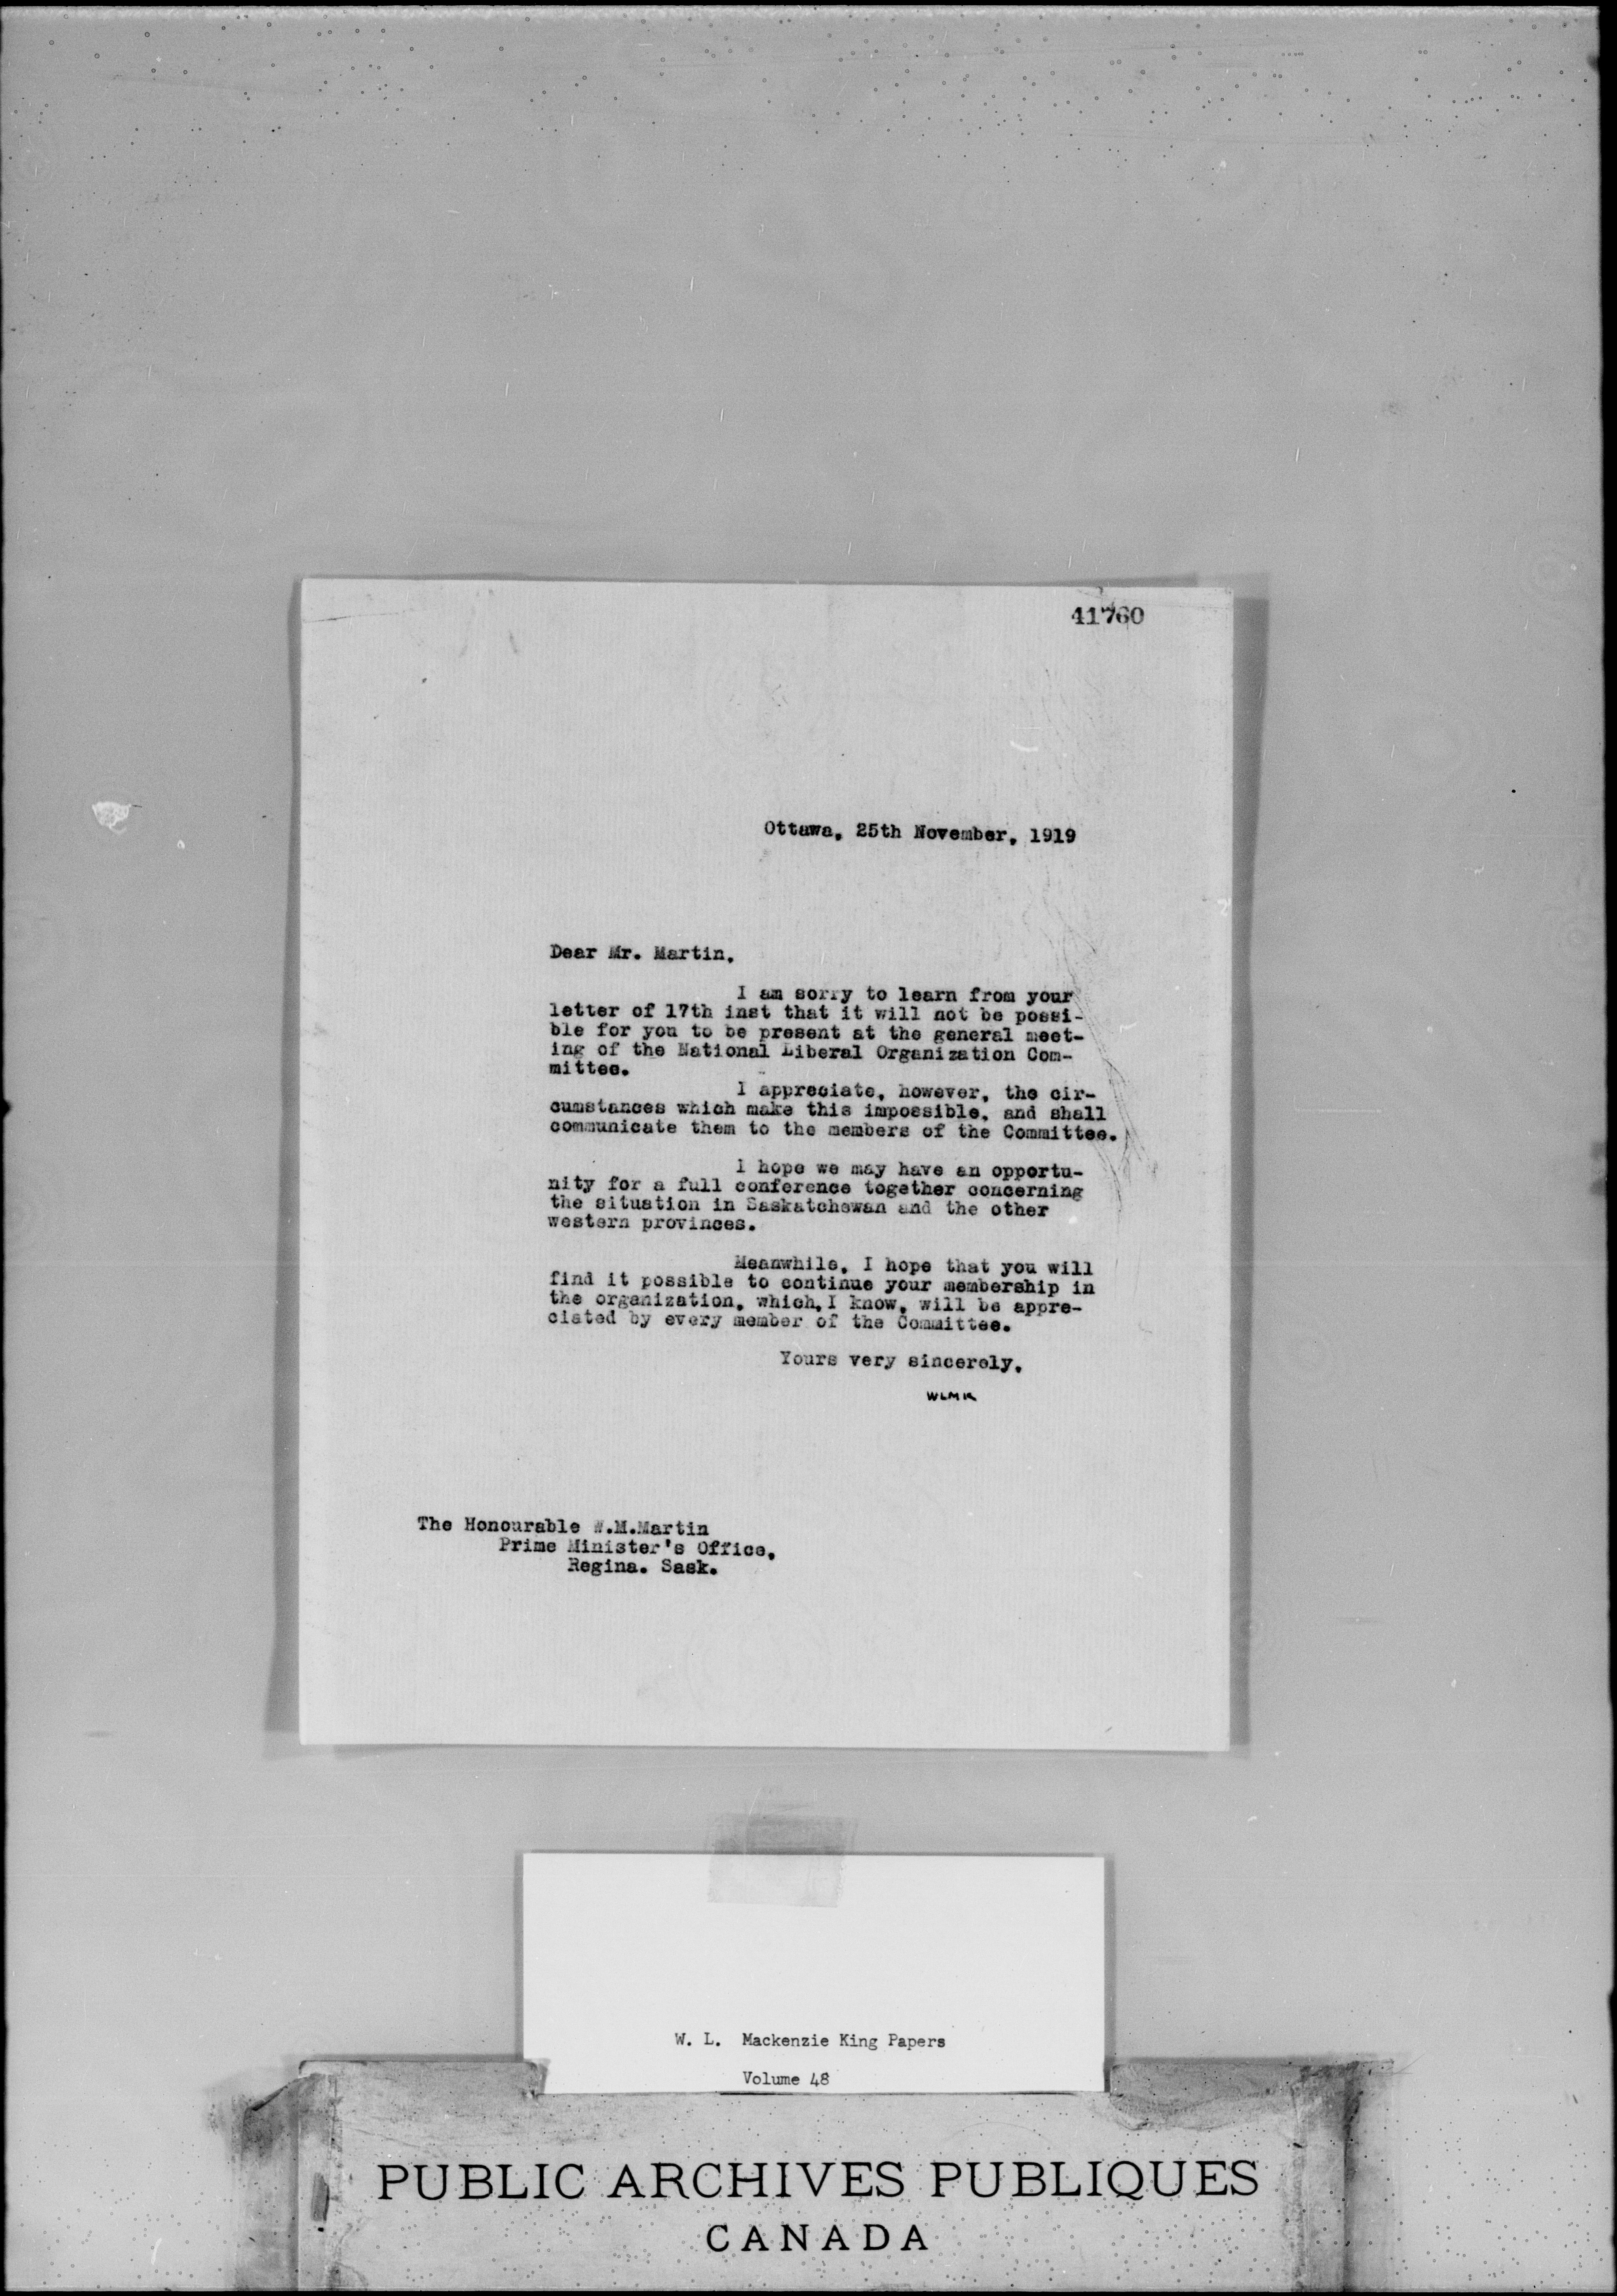 41760
Ottawa, 25th November, 1919
Dear Mr. Martin,
I am sorry to learn from your
letter of 17th inst that it will not be possi-
ble for you to be present at the general meet-
ing of the National Liberal Organization Com-
mittee.
I appreciate, however, the cir-
cumstances which make this impossible, and shall
communicate them to the members of the Committee.
I hope we may have an opportu-
nity for a full conference together concerning
the situation in Saskatchewan and the other
western provinces.
Meanwhile, I hope that you will
find it possible to continue your membership in
the organization, which, I know, will be appre-
ciated by every member of the Committee.
Yours very sincerely,
WLMK
The Honourable W.M.Martin
Prime Minister's Office,
Regina. Sask.
W. L. Mackenzie King Papers
Volume 48
PUBLIC ARCHIVES PUBLIQUES
CANADA